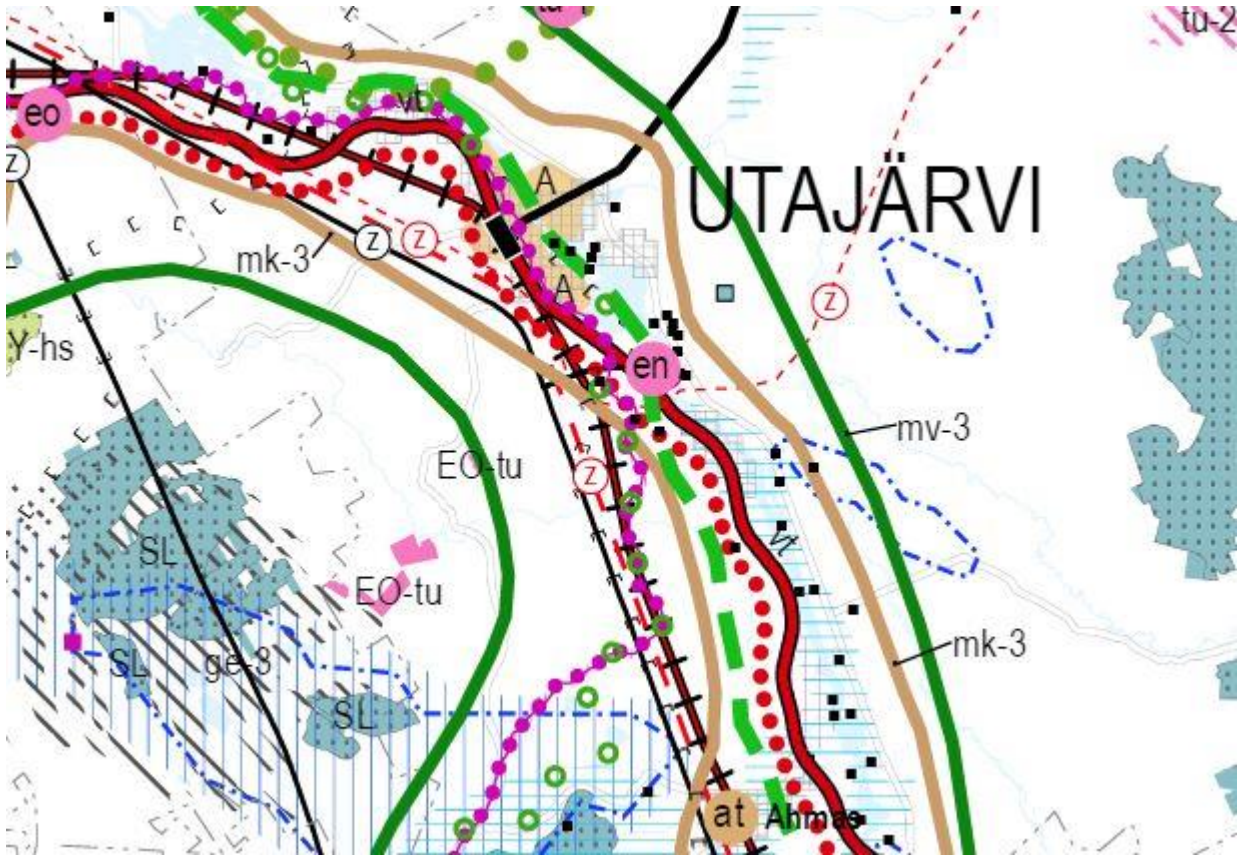 tu-2
eo
vt
Z
A
UTAJÄRVI
mk-3
Z
Z
A
Z
Y-hs
en
mv-3
EO-tu
Z
SL
EO-tu
SL
ge-3
mk-3
SL
at
Ahmas